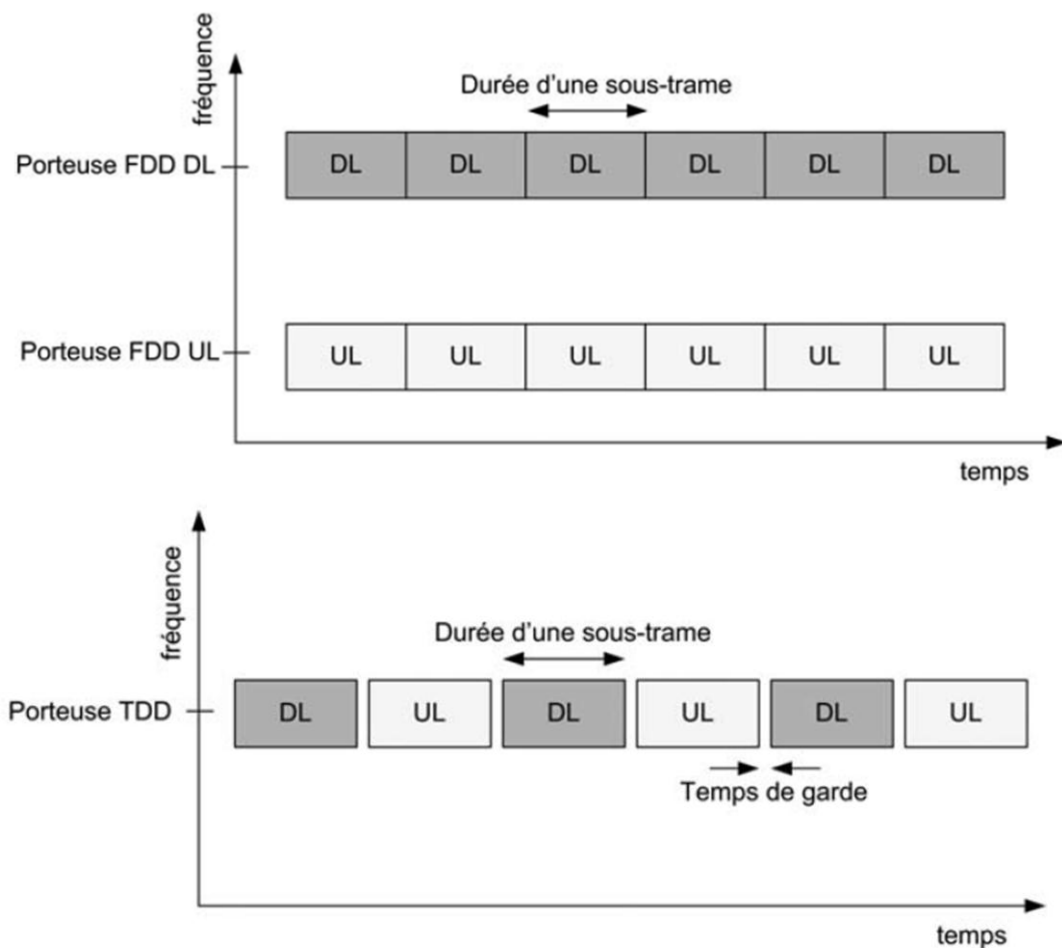 fréquence
Durée d'une sous-trame
Porteuse FDD DL
DL DL DL DL DL DL
Porteuse FDD UL
UL UL UL UL UL UL
temps
fréquence
Durée d'une sous-trame
Porteuse TDD
DL UL DL UL DL UL
Temps de garde
temps